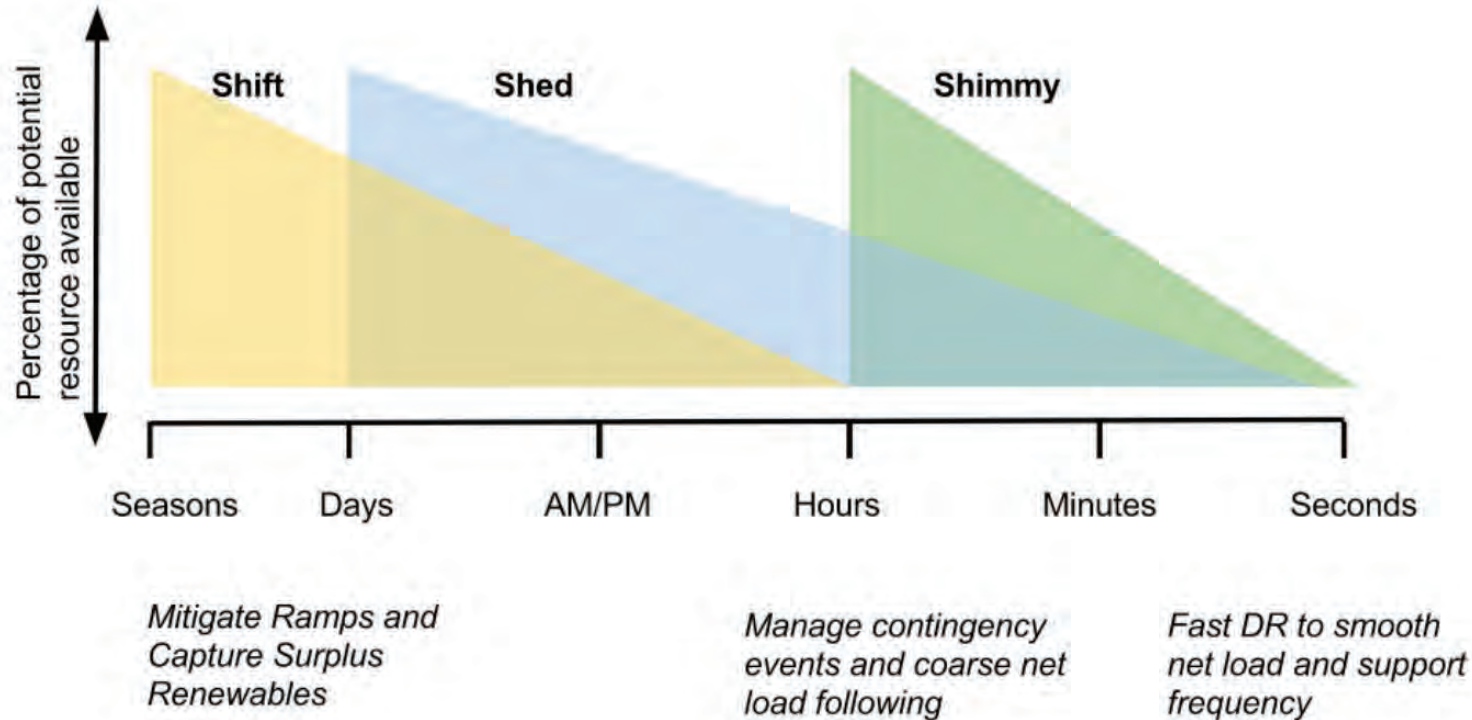 Percentage of potential
resource available
Shift
Shed
Shimmy
Seasons
Days
AM/PM
Hours
Minutes
Seconds
Mitigate Ramps and
Capture Surplus
Renewables
Manage contingency
events and coarse net
load following
Fast DR to smooth
net load and support
frequency